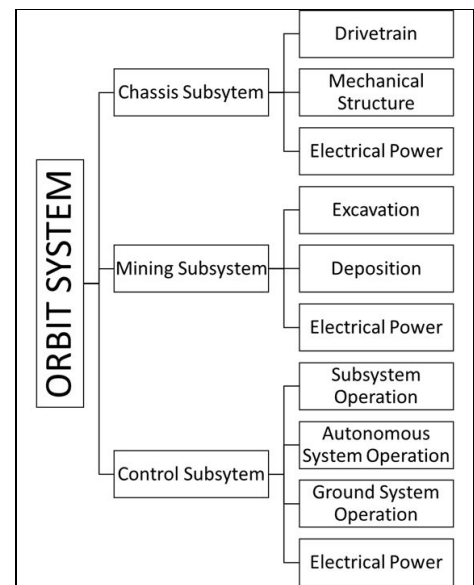 ORBIT SYSTEM
Chassis Subsytem
Drivetrain
Mechanical
Structure
Electrical Power
Mining Subsystem
Excavation
Deposition
Electrical Power
Control Subsytem
Subsystem
Operation
Autonomous
System Operation
Ground System
Operation
Electrical Power